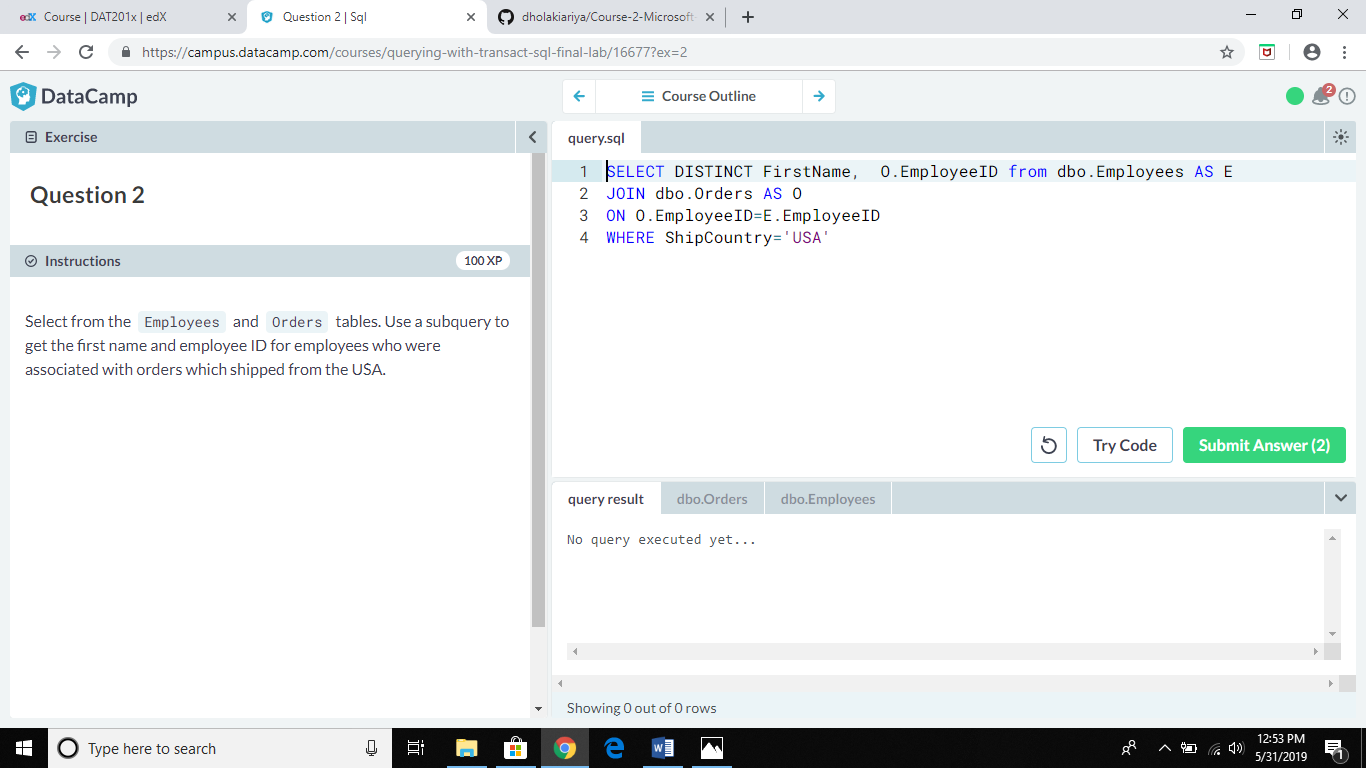 Course | DAT201x | edX
Question 2 | Sql
dholakiariya/Course-2-Microsoft-
https://campus.datacamp.com/courses/querying-with-transact-sql-final-lab/16677?ex=2
DataCamp
Course Outline
2
Exercise
Question 2
Instructions
100 XP
Select from the Employees and Orders tables. Use a subquery to
get the first name and employee ID for employees who were
associated with orders which shipped from the USA.
query.sql
1 SELECT DISTINCT FirstName,  O.EmployeeID from dbo.Employees AS E
2 JOIN dbo.Orders AS O
3 ON O.EmployeeID=E.EmployeeID
4 WHERE ShipCountry='USA'
Try Code
Submit Answer (2)
query result
dbo.Orders
dbo.Employees
No query executed yet...
Showing 0 out of 0 rows
Type here to search
12:53 PM
5/31/2019
1